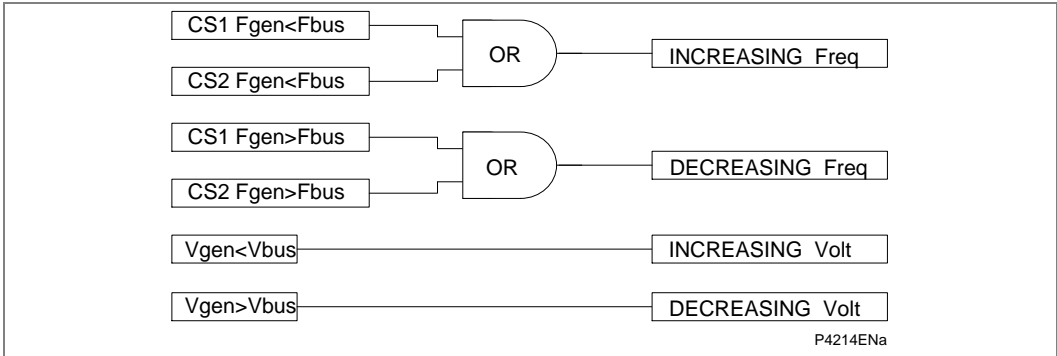 CS1 Fgen<Fbus
OR
INCREASING Freq
CS2 Fgen<Fbus
CS1 Fgen>Fbus
OR
DECREASING Freq
CS2 Fgen>Fbus
Vgen<Vbus
INCREASING Volt
Vgen>Vbus
DECREASING Volt
P4214ENa